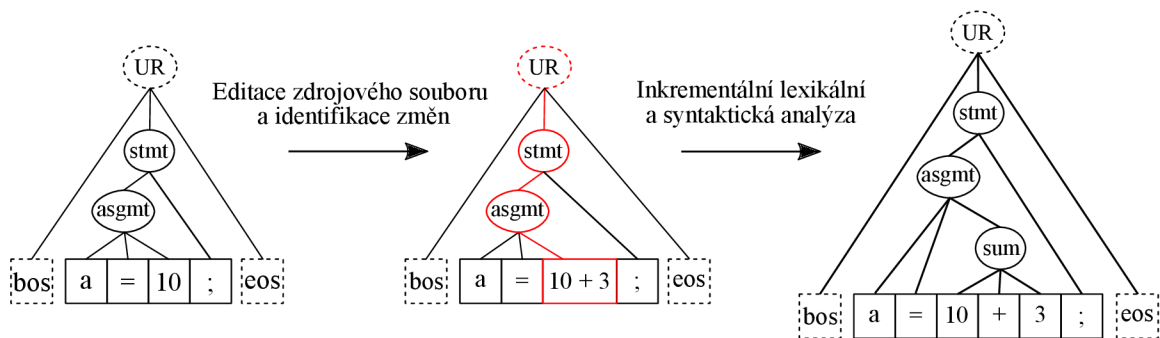 UR
stmt
asgmt
bos a = 10 ; eos
Editace zdrojového souboru
a identifikace změn
UR
stmt
asgmt
bos a = 10 + 3 ; eos
Inkrementální lexikální
a syntaktická analýza
UR
stmt
asgmt
sum
bos a = 10 + 3 ; eos